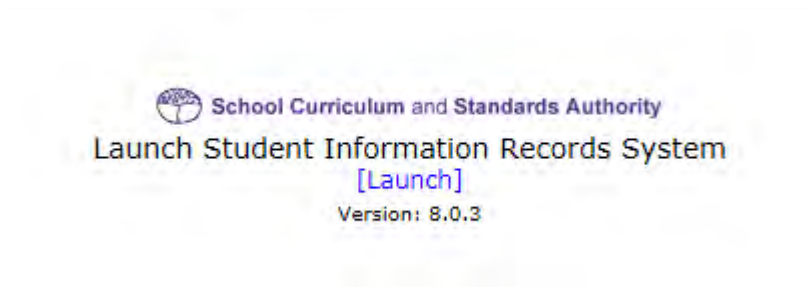 School Curriculum and Standards Authority
Launch Student Information Records System
[Launch]
Version: 8.0.3